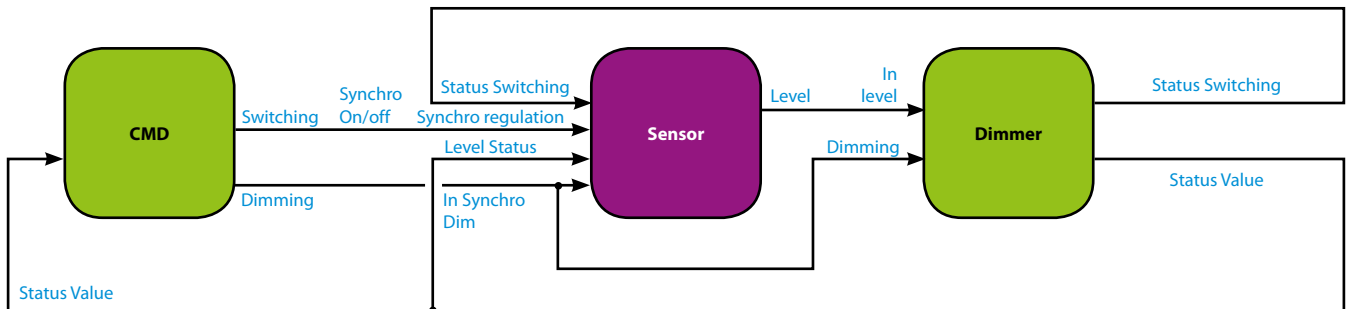 Status Switching
In
level
Status Switching
Level
Synchro
On/off
Switching
Synchro regulation
CMD
Sensor
Dimmer
Level Status
Dimming
Status Value
Dimming
In Synchro
Dim
Status Value